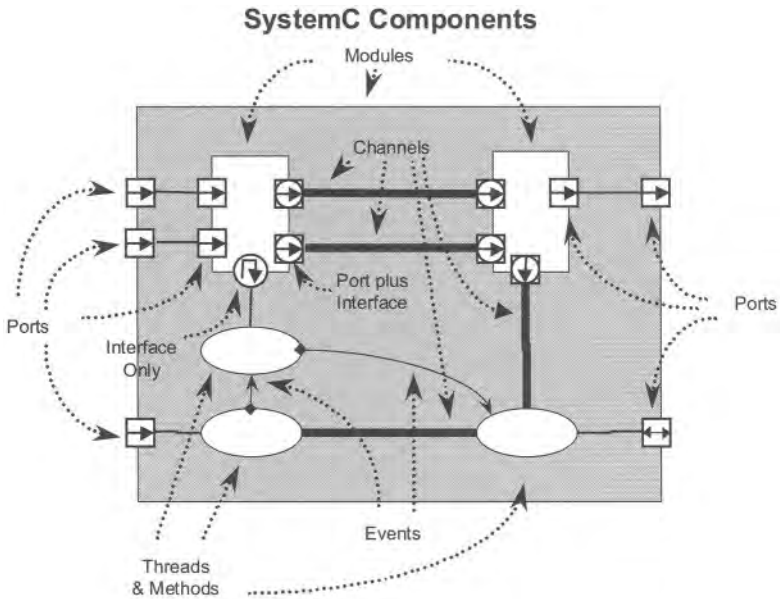 SystemC Components
Modules
Channels
Port plus
Interface
Ports
Ports
Interface
Only
Events
Threads
& Methods